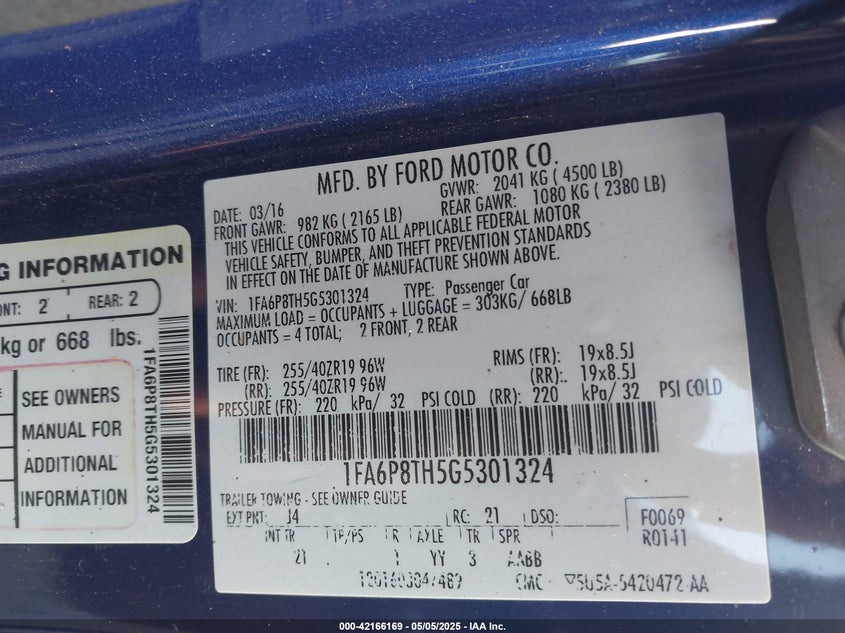 MFD. BY FORD MOTOR CO.
DATE: 03/16 GVWR: 2041 KG ( 4500 LB)
FRONT GAWR: 982 KG ( 2165 LB) REAR GAWR: 1080 KG ( 2380 LB)
THIS VEHICLE CONFORMS TO ALL APPLICABLE FEDERAL MOTOR
VEHICLE SAFETY, BUMPER, AND THEFT PREVENTION STANDARDS
IN EFFECT ON THE DATE OF MANUFACTURE SHOWN ABOVE.
VIN: 1FA6P8TH5G5301324 TYPE: Passenger Car
MAXIMUM LOAD = OCCUPANTS + LUGGAGE = 303KG/ 668LB
OCCUPANTS = 4 TOTAL; 2 FRONT, 2 REAR
TIRE (FR): 255/40ZR19 96W RIMS (FR): 19x8.5J
(RR): 255/40ZR19 96W (RR): 19x8.5J
PRESSURE (FR): 220 kPa/ 32 PSI COLD (RR): 220 kPa/ 32 PSI COLD
1FA6P8TH5G5301324
TRAILER TOWING - SEE OWNER GUIDE
EXT PNT: J4 RC: 21 DSO: F0069
R0141
INT TR TP/PS R AXLE TR SPR
21 1 YY 3 AABB
G INFORMATION
NT: 2 REAR: 2
kg or 668 lbs.
SEE OWNERS
MANUAL FOR
ADDITIONAL
INFORMATION
1FA6P8TH5G5301324
000-42166169 - 05/05/2025 - IAA Inc.